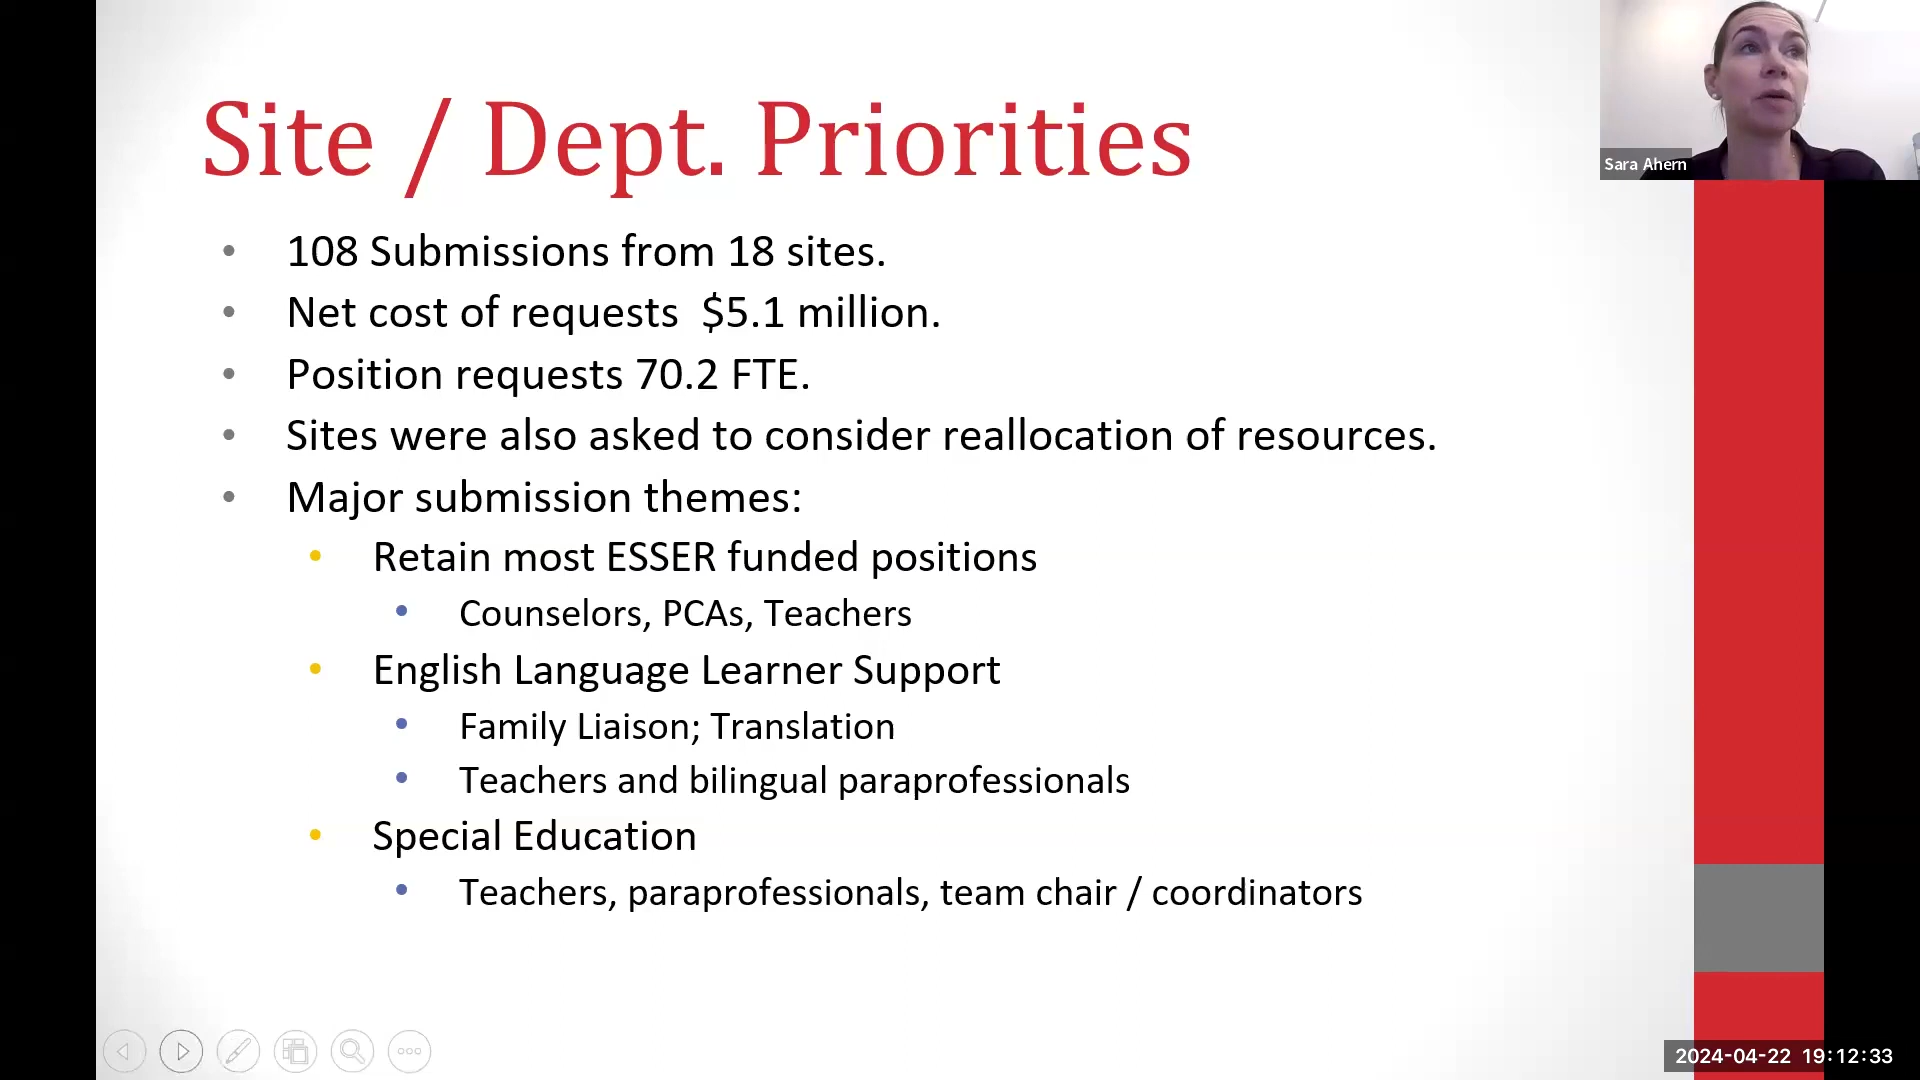 Site / Dept. Priorities
Sara Ahern
• 108 Submissions from 18 sites.
• Net cost of requests $5.1 million.
• Position requests 70.2 FTE.
• Sites were also asked to consider reallocation of resources.
• Major submission themes:
• Retain most ESSER funded positions
• Counselors, PCAs, Teachers
• English Language Learner Support
• Family Liaison; Translation
• Teachers and bilingual paraprofessionals
• Special Education
• Teachers, paraprofessionals, team chair / coordinators
2024-04-22 19:12:33